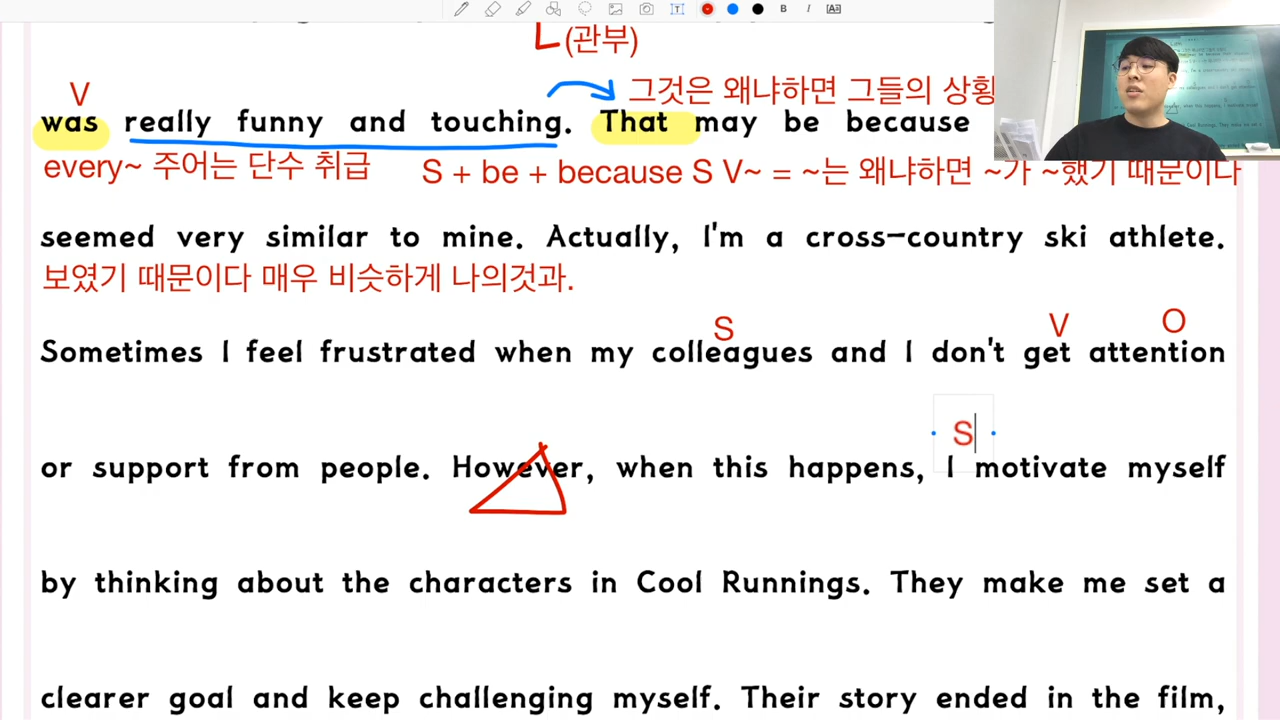 (관부)
V 그것은 왜냐하면 그들의 상황
was really funny and touching. That may be because
every~ 주어는 단수 취급 S + be + because S V~ = ~는 왜냐하면 ~가 ~했기 때문이다
seemed very similar to mine. Actually, I'm a cross-country ski athlete.
보였기 때문이다 매우 비슷하게 나의것과.
S V O
Sometimes I feel frustrated when my colleagues and I don't get attention
S
or support from people. However, when this happens, I motivate myself
by thinking about the characters in Cool Runnings. They make me set a
clearer goal and keep challenging myself. Their story ended in the film,